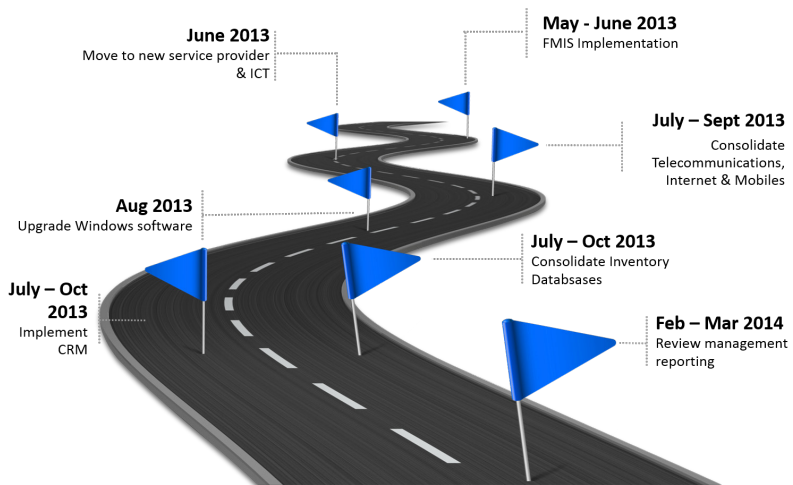 June 2013
Move to new service provider
& ICT
May - June 2013
FMIS Implementation
July – Sept 2013
Consolidate
Telecommunications,
Internet & Mobiles
Aug 2013
Upgrade Windows software
July – Oct 2013
Consolidate Inventory
Databsases
July – Oct
2013
Implement
CRM
Feb – Mar 2014
Review management
reporting